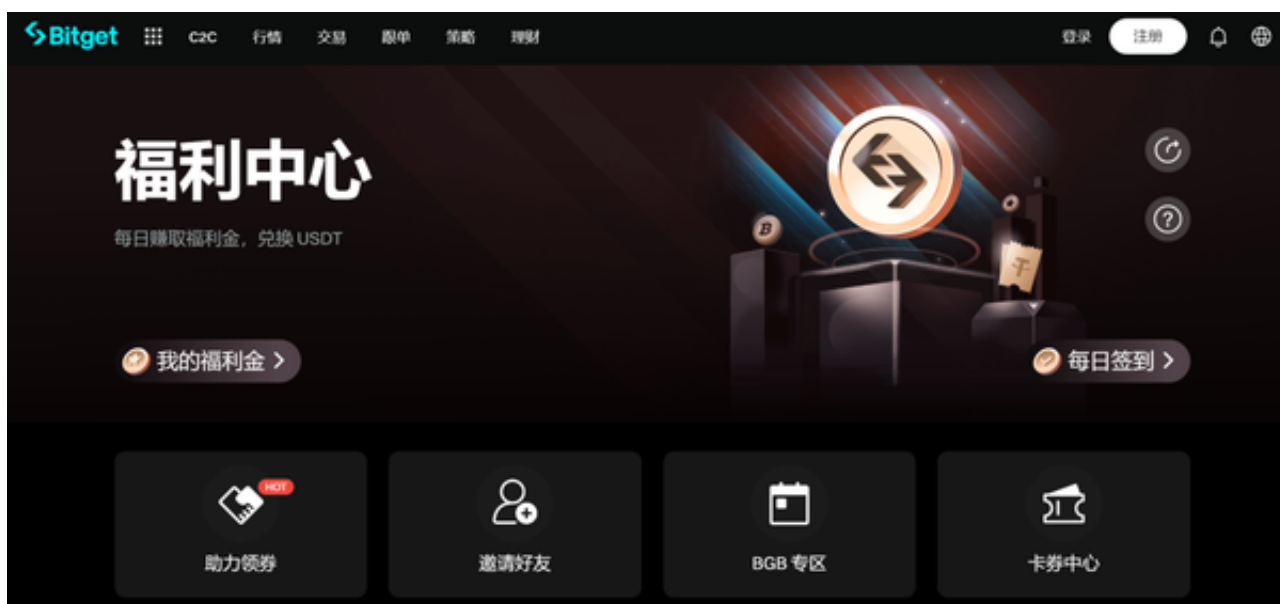 Bitget C2C 行情 交易 跟单 策略 理财 登录 注册
福利中心
每日赚取福利金，兑换 USDT
我的福利金
每日签到
HOT
助力领券 邀请好友 BGB 专区 卡券中心